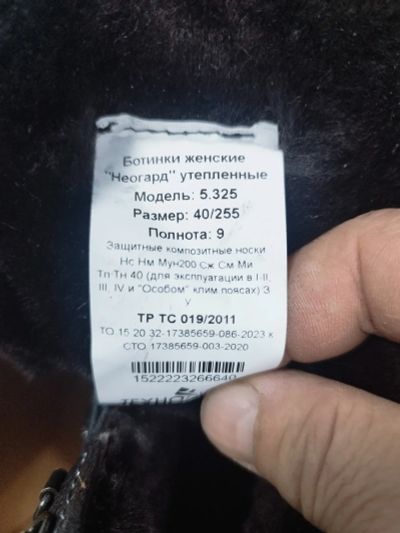 Ботинки женские
"Неогард" утепленные
Модель: 5.325
Размер: 40/255
Полнота: 9
Защитные композитные носки
Нс Нм Мун200 Сж См Ми
Тп Тн 40 (для эксплуатации в I-II,
III, IV и "Особом" клим поясах) З
У
ТР ТС 019/2011
ТО 15 20 32-17385659-086-2023 к
СТО 17385659-003-2020
1522223266640